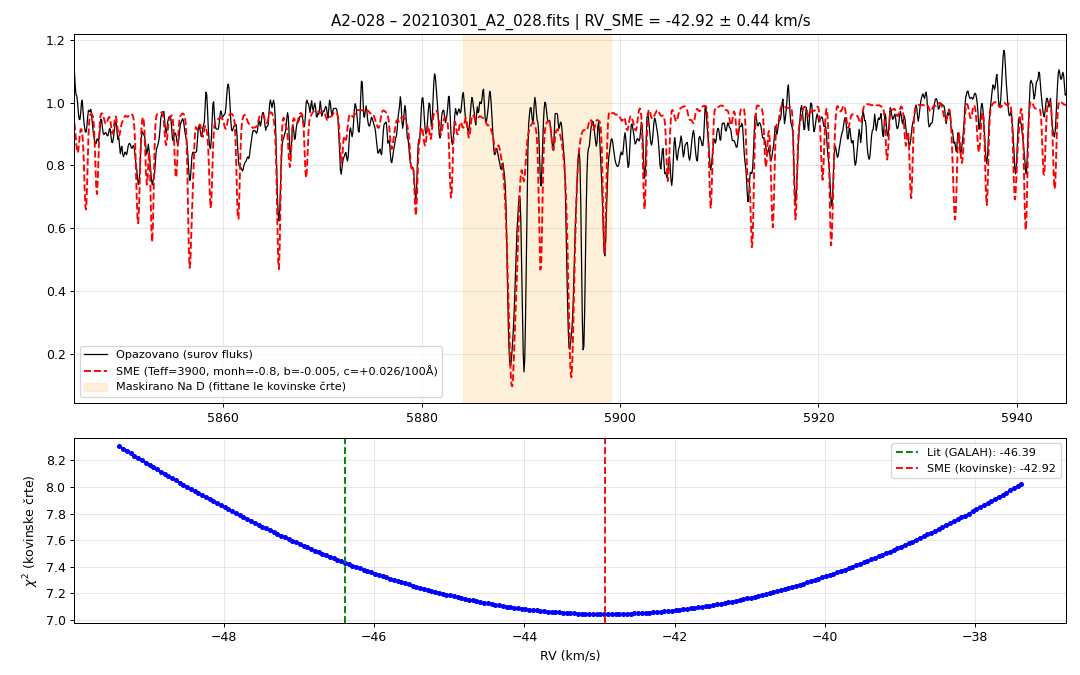 A2-028 – 20210301_A2_028.fits | RV_SME = -42.92 ± 0.44 km/s
1.2
1.0
0.8
0.6
0.4
0.2
Opazovano (surov fluks)
SME (Teff=3900, monh=-0.8, b=-0.005, c=+0.026/100Å)
Maskirano Na D (fittane le kovinske črte)
5860 5880 5900 5920 5940
8.2
8.0
7.8
7.6
7.4
7.2
7.0
χ² (kovinske črte)
Lit (GALAH): -46.39
SME (kovinske): -42.92
−48 −46 −44 −42 −40 −38
RV (km/s)